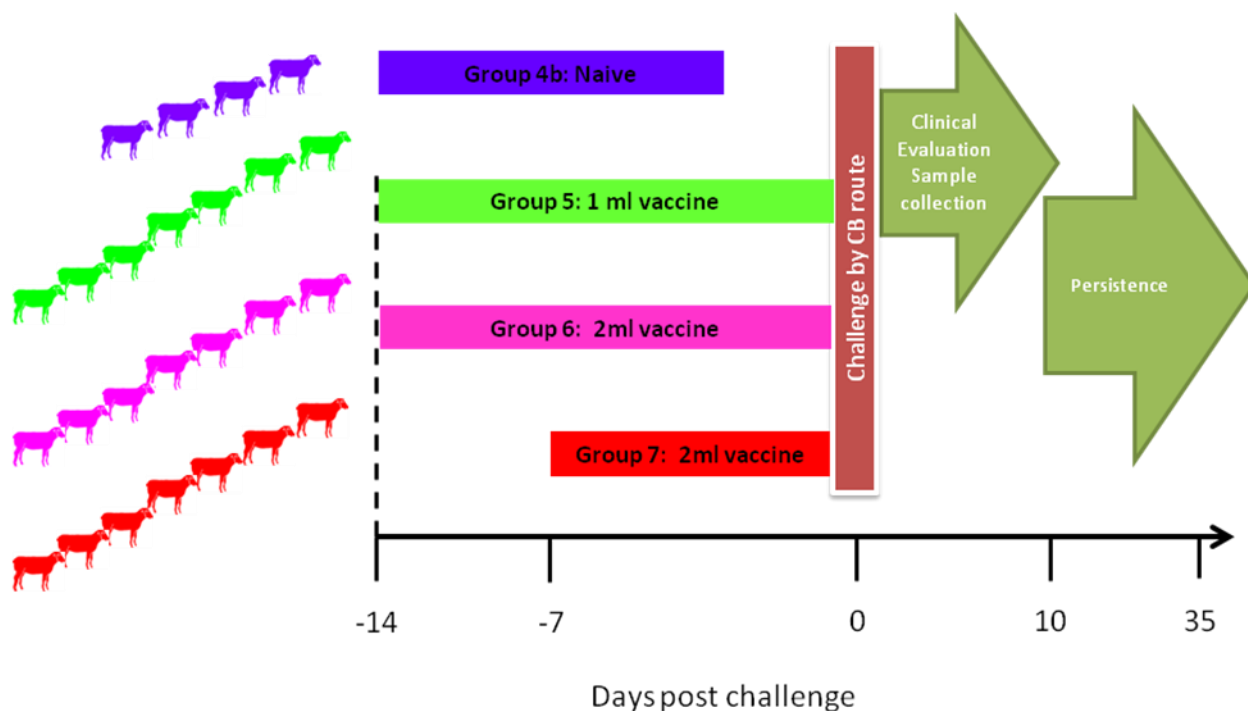 Group 4b: Naive
Group 5: 1 ml vaccine
Group 6:  2ml vaccine
Group 7:  2ml vaccine
Challenge by CB route
Clinical
Evaluation
Sample
collection
Persistence
-14
-7
0
10
35
Days post challenge